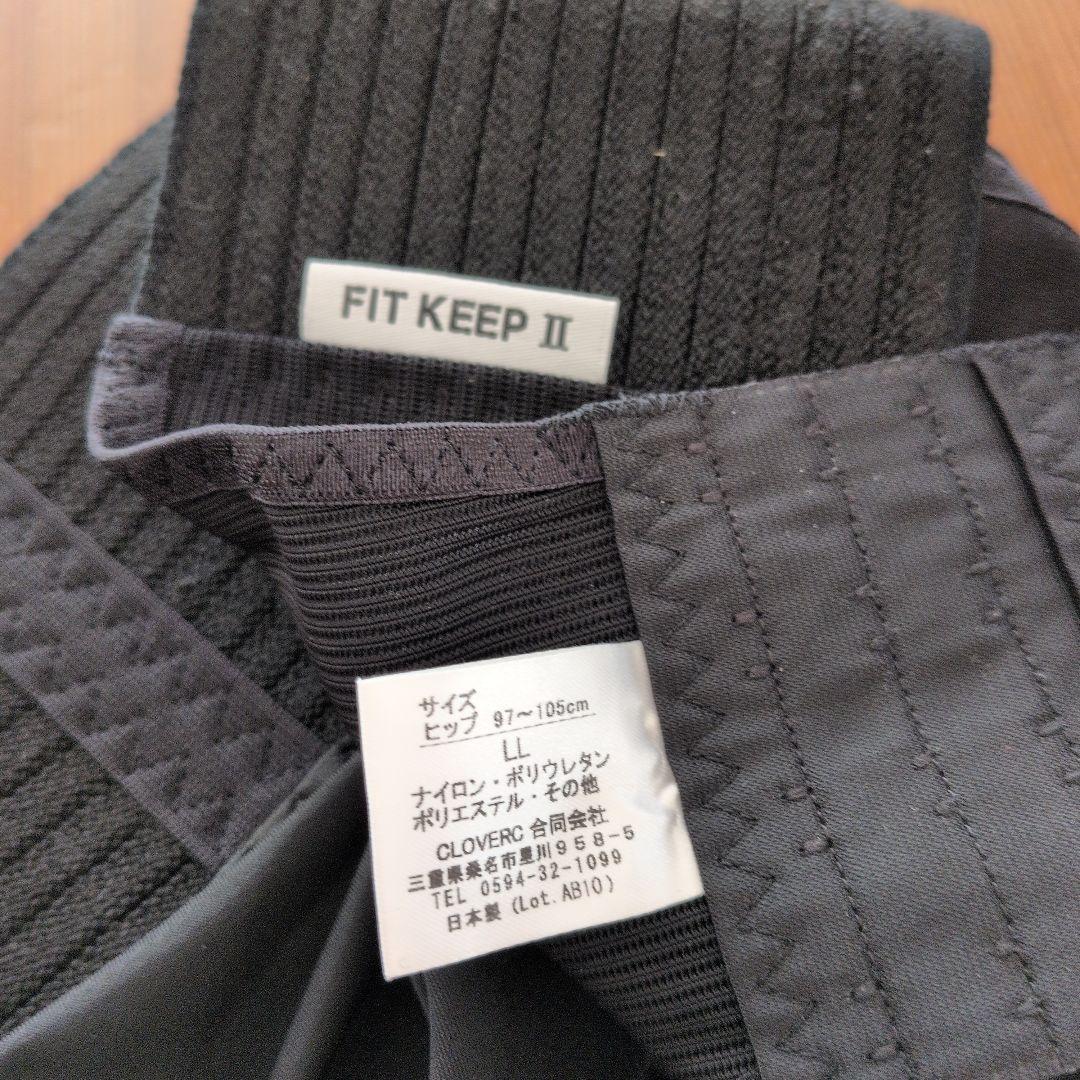 FIT KEEP Ⅱ
サイズ
ヒップ 97〜105cm
LL
ナイロン・ポリウレタン
ポリエステル・その他
CLOVERC 合同会社
三重県桑名市星川958-5
TEL 0594-32-1099
日本製 (Lot.AB10)